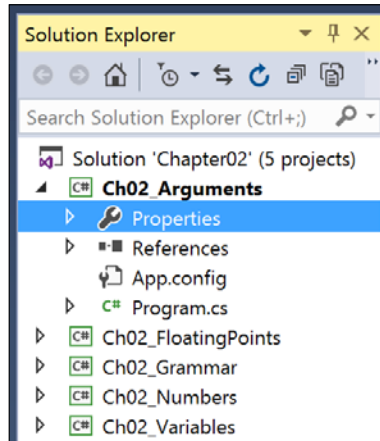 Solution Explorer
Search Solution Explorer (Ctrl+;)
Solution 'Chapter02' (5 projects)
C# Ch02_Arguments
Properties
References
App.config
C# Program.cs
C# Ch02_FloatingPoints
C# Ch02_Grammar
C# Ch02_Numbers
C# Ch02_Variables